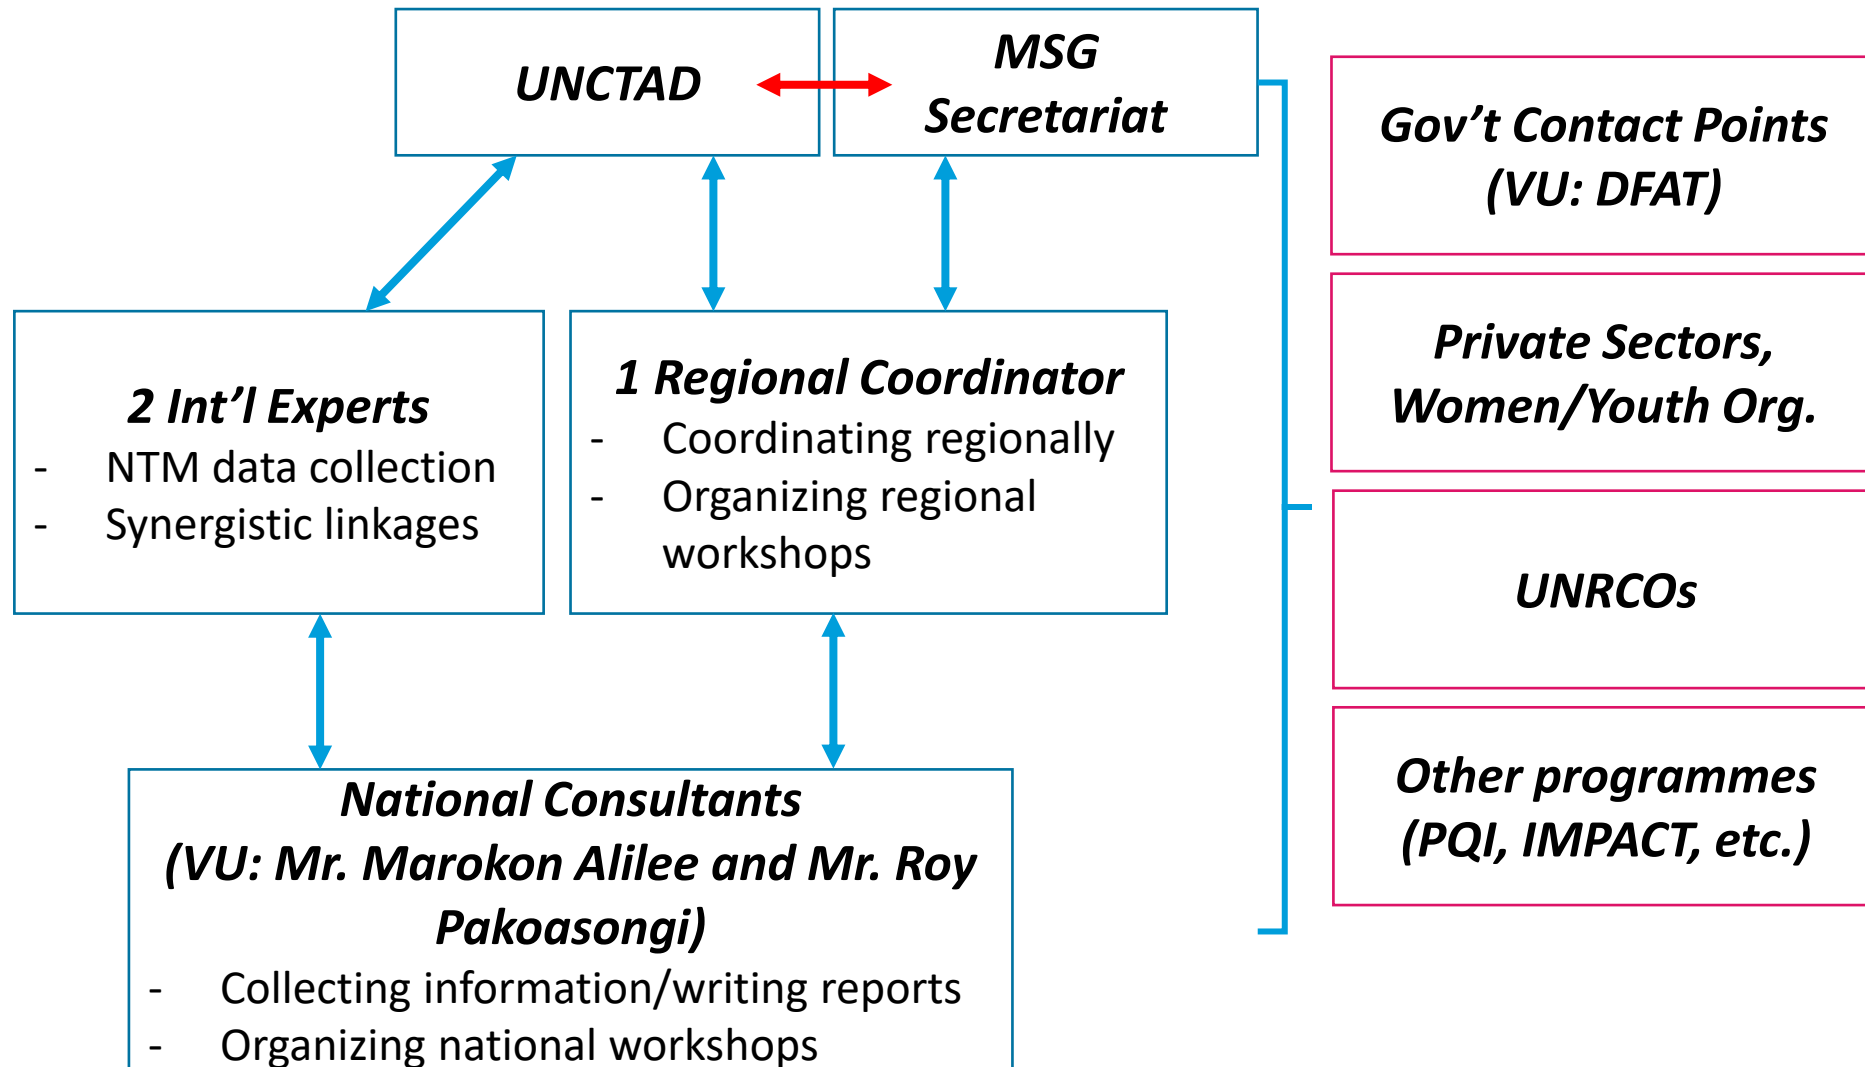 UNCTAD
MSG
Secretariat
2 Int’l Experts
- NTM data collection
- Synergistic linkages
1 Regional Coordinator
- Coordinating regionally
- Organizing regional
workshops
National Consultants
(VU: Mr. Marokon Alilee and Mr. Roy
Pakoasongi)
- Collecting information/writing reports
- Organizing national workshops
Gov’t Contact Points
(VU: DFAT)
Private Sectors,
Women/Youth Org.
UNRCOs
Other programmes
(PQI, IMPACT, etc.)